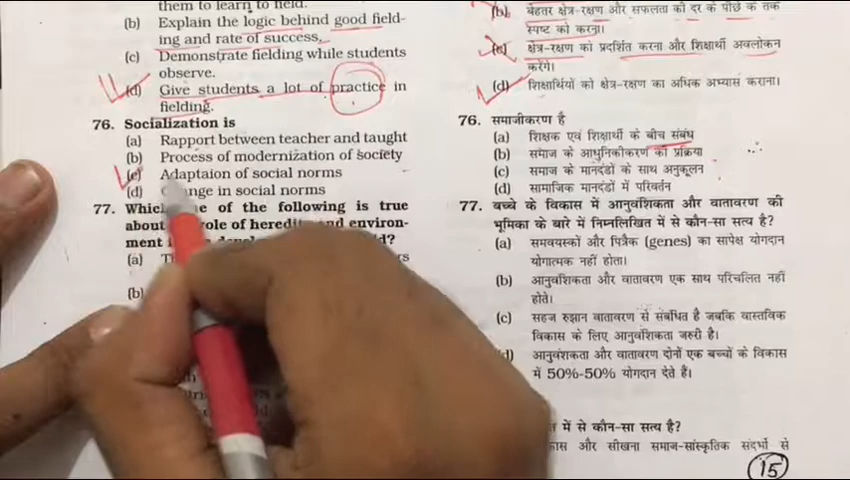 them to learn to field.
(b) Explain the logic behind good field-
ing and rate of success.
(c) Demonstrate fielding while students
observe.
(d) Give students a lot of practice in
fielding.
76. Socialization is
(a) Rapport between teacher and taught
(b) Process of modernization of society
(c) Adaptaion of social norms
(d) in social norms
77. Which of the following is true
about role of heredity and environ-
ment
(a)
(b)
(b) बेहतर क्षेत्र-रक्षण और सफलता की दर के पीछे के तर्क
स्पष्ट को करना।
(c) क्षेत्र-रक्षण को प्रदर्शित करना और शिक्षार्थी अवलोकन
करेंगे।
(d) शिक्षार्थियों को क्षेत्र-रक्षण का अधिक अभ्यास कराना।
76. समाजीकरण है
(a) शिक्षक एवं शिक्षार्थी के बीच संबंध
(b) समाज के आधुनिकीकरण की प्रक्रिया
(c) समाज के मानदंडों के साथ अनुकूलन
(d) सामाजिक मानदंडों में परिवर्तन
77. बच्चे के विकास में आनुवंशिकता और वातावरण की
भूमिका के बारे में निम्नलिखित में से कौन-सा सत्य है?
(a) समवयस्कों और पित्रैक (genes) का सापेक्ष योगदान
योगात्मक नहीं होता।
(b) आनुवंशिकता और वातावरण एक साथ परिचलित नहीं
होते।
(c) सहज रुझान वातावरण से संबंधित है जबकि वास्तविक
विकास के लिए आनुवंशिकता जरुरी है।
(d) आनुवंशकता और वातावरण दोनों एक बच्चों के विकास
में 50%-50% योगदान देते हैं।
में से कौन-सा सत्य है?
और सीखना समाज-सांस्कृतिक संदर्भों से
15